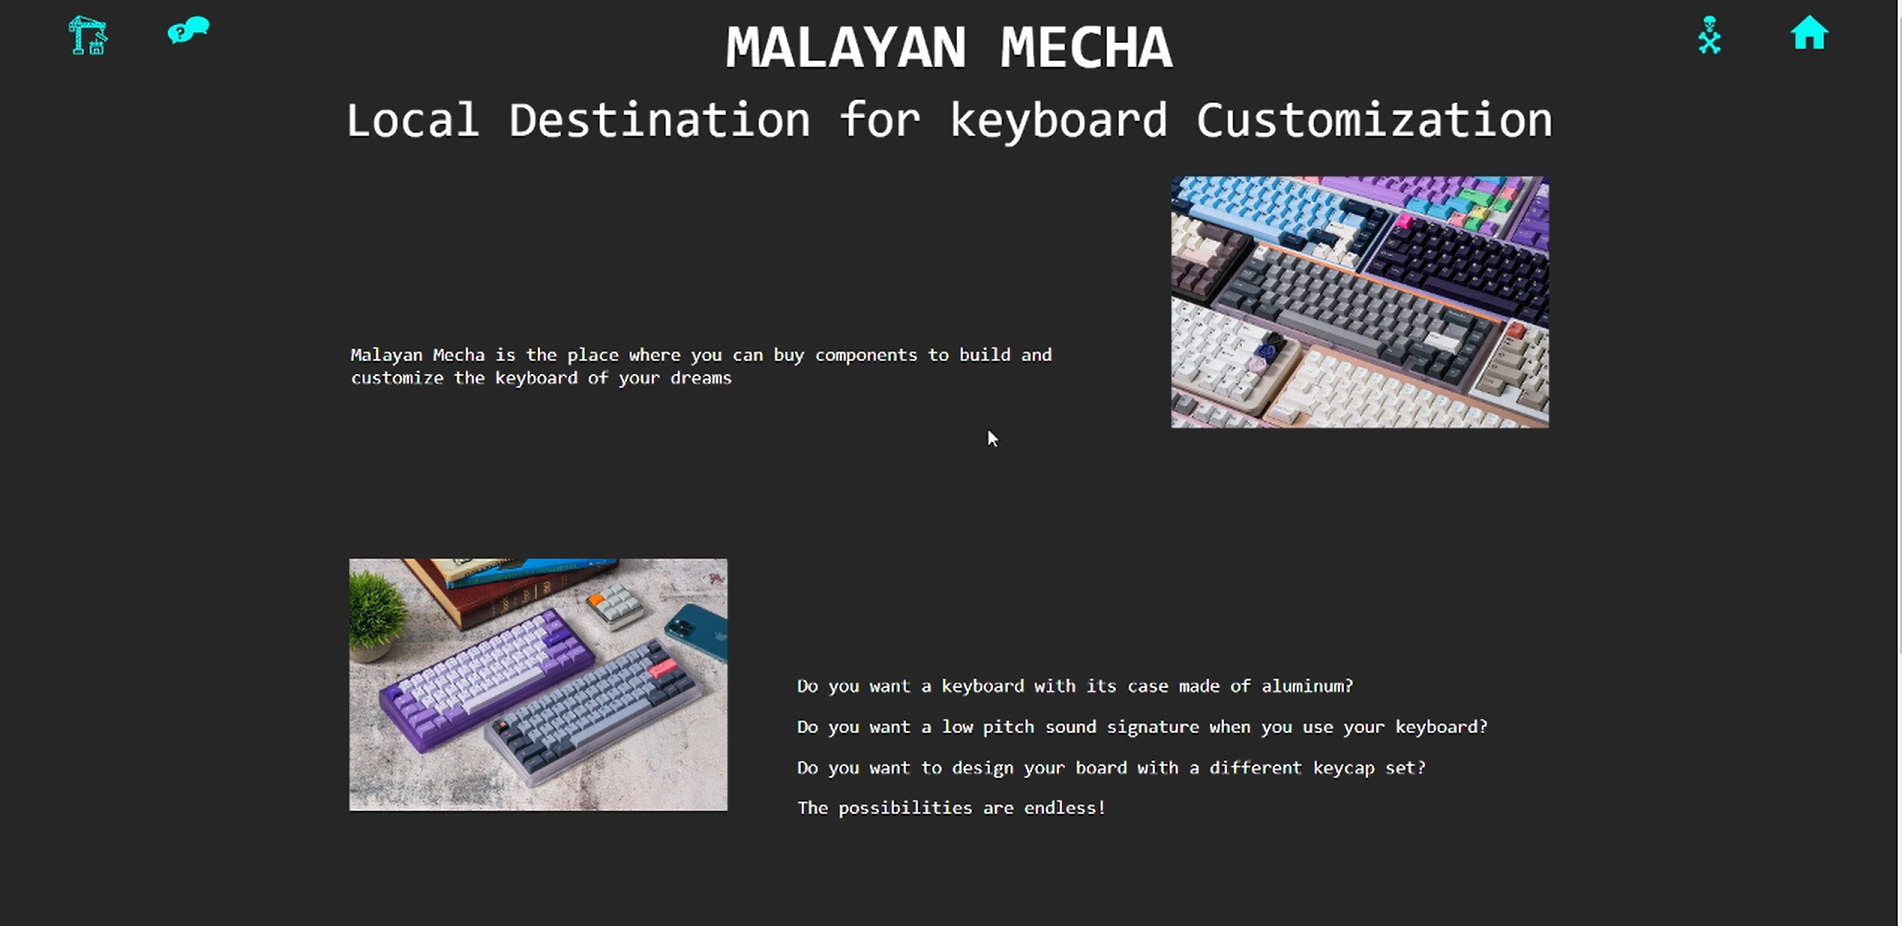 MALAYAN MECHA
Local Destination for keyboard Customization
Malayan Mecha is the place where you can buy components to build and
customize the keyboard of your dreams
Do you want a keyboard with its case made of aluminum?
Do you want a low pitch sound signature when you use your keyboard?
Do you want to design your board with a different keycap set?
The possibilities are endless!